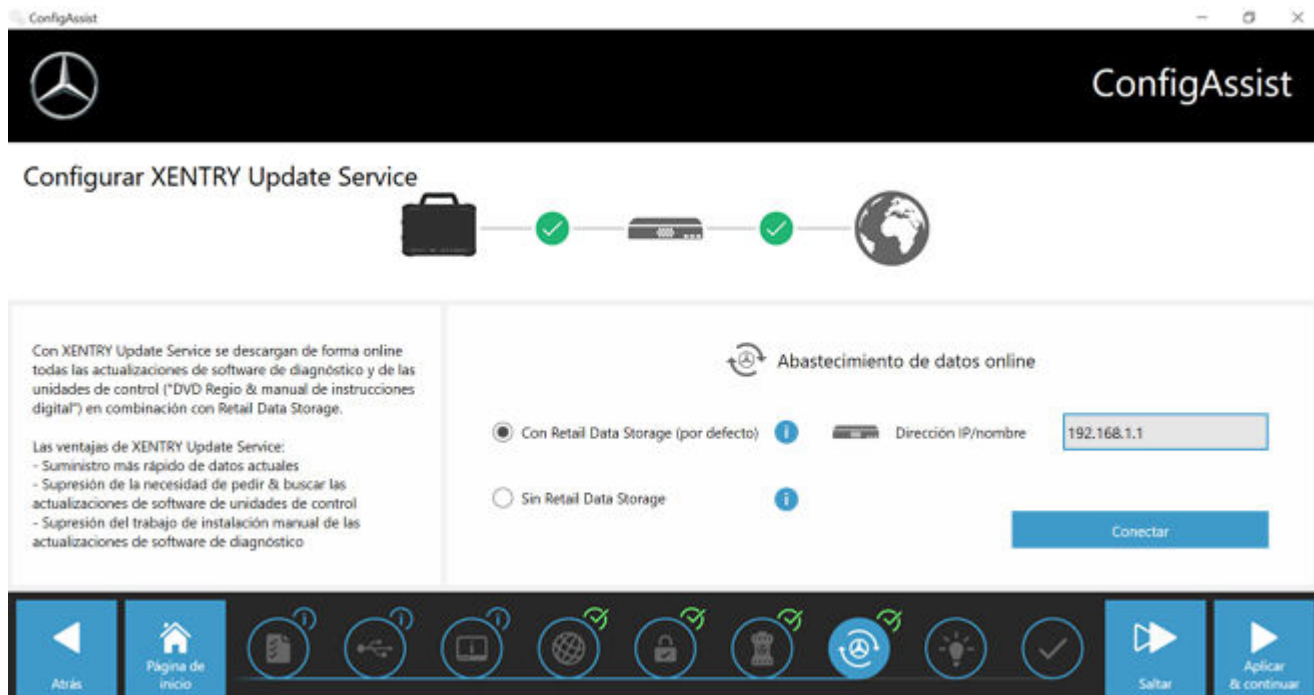 ConfigAssist
ConfigAssist
Configurar XENTRY Update Service
Con XENTRY Update Service se descargan de forma online
todas las actualizaciones de software de diagnóstico y de las
unidades de control ("DVD Regio & manual de instrucciones
digital") en combinación con Retail Data Storage.
Las ventajas de XENTRY Update Service:
- Suministro más rápido de datos actuales
- Supresión de la necesidad de pedir & buscar las
actualizaciones de software de unidades de control
- Supresión del trabajo de instalación manual de las
actualizaciones de software de diagnóstico
Abastecimiento de datos online
Con Retail Data Storage (por defecto)
Dirección IP/nombre
192.168.1.1
Sin Retail Data Storage
Conectar
Atrás
Página de
inicio
Saltar
Aplicar
& continuar